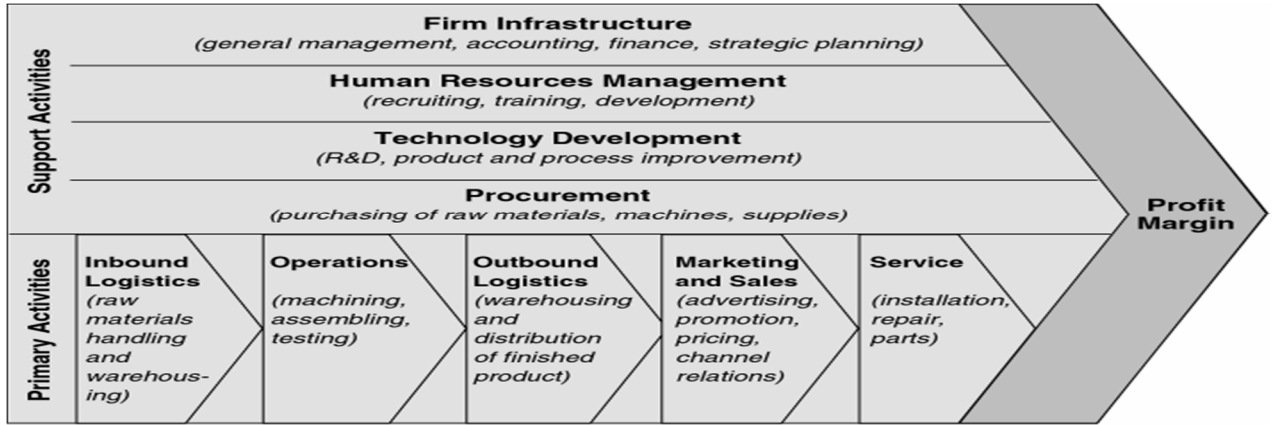 Support Activities
Firm Infrastructure
(general management, accounting, finance, strategic planning)
Human Resources Management
(recruiting, training, development)
Technology Development
(R&D, product and process improvement)
Procurement
(purchasing of raw materials, machines, supplies)
Profit
Margin
Primary Activities
Inbound
Logistics
(raw
materials
handling
and
warehous-
ing)
Operations
(machining,
assembling,
testing)
Outbound
Logistics
(warehousing
and
distribution
of finished
product)
Marketing
and Sales
(advertising,
promotion,
pricing,
channel
relations)
Service
(installation,
repair,
parts)